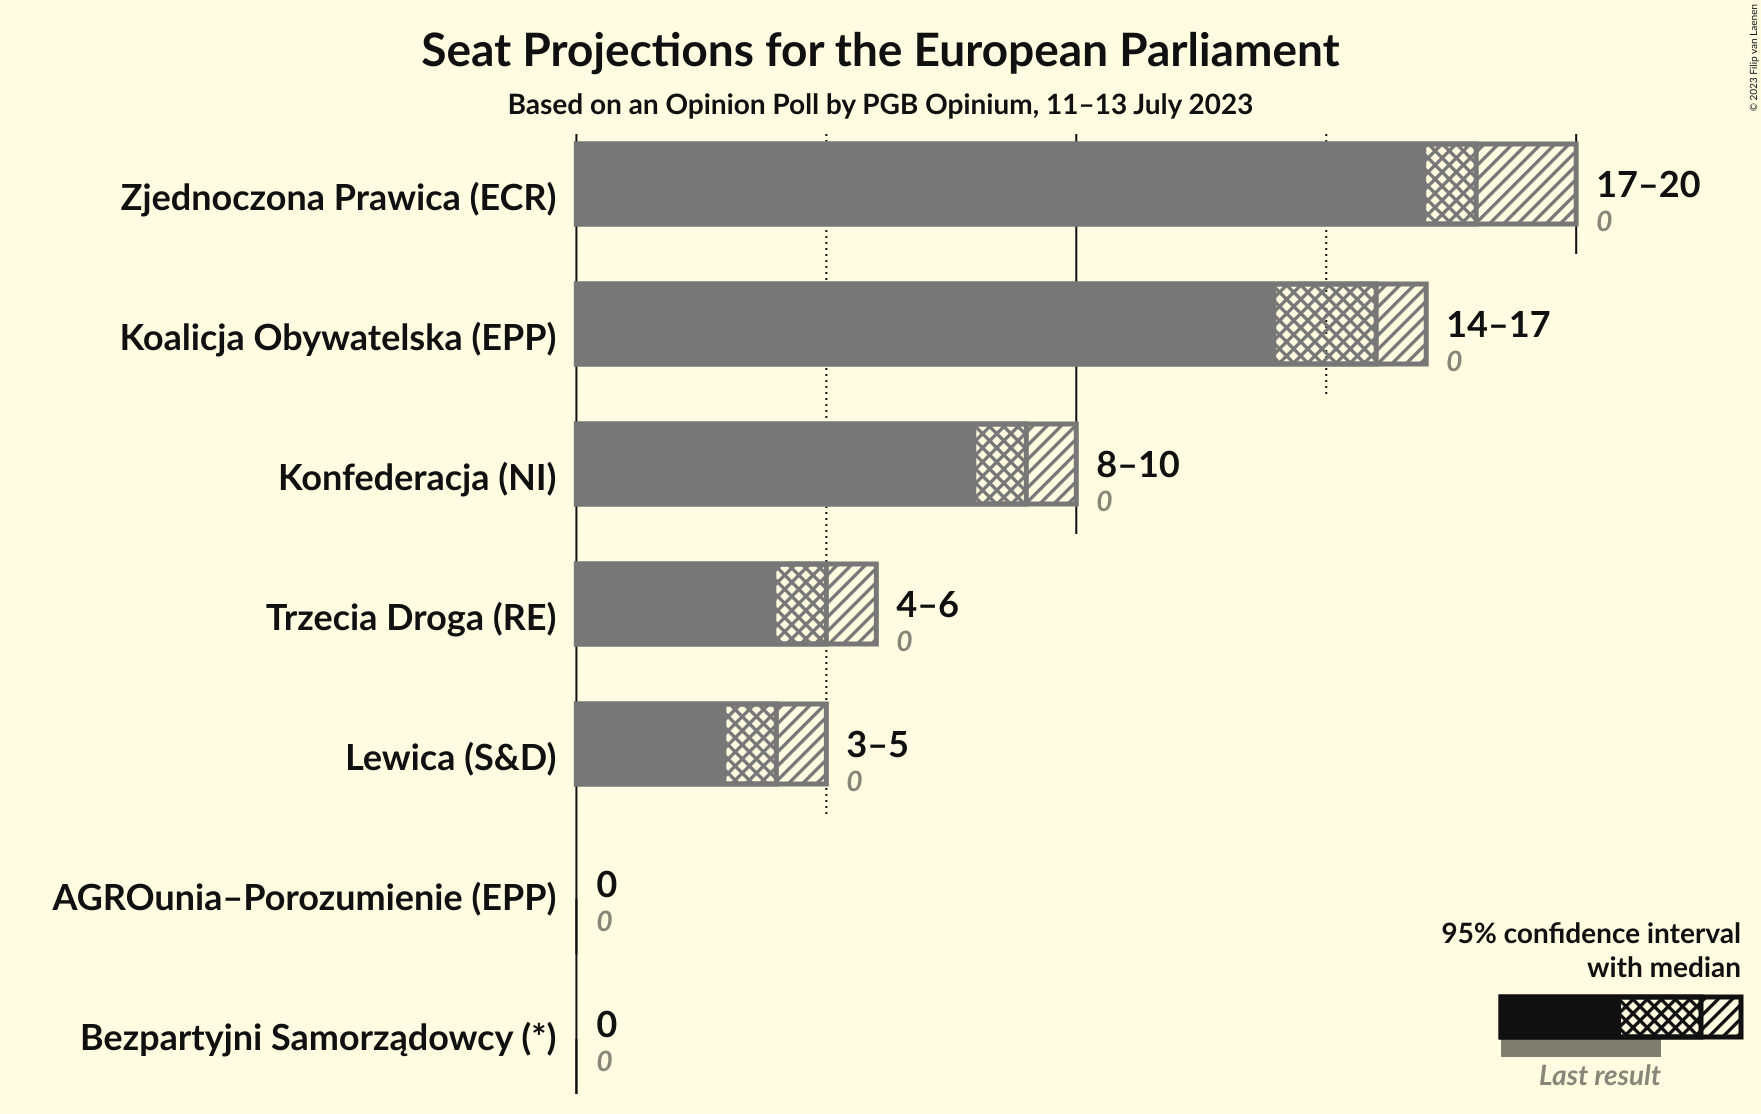 Seat Projections for the European Parliament
Based on an Opinion Poll by PGB Opinium, 11–13 July 2023
© 2023 Filip van Laenen
Zjednoczona Prawica (ECR)
17–20
0
Koalicja Obywatelska (EPP)
14–17
0
Konfederacja (NI)
8–10
0
Trzecia Droga (RE)
4–6
0
Lewica (S&D)
3–5
0
AGROunia–Porozumienie (EPP)
0
0
Bezpartyjni Samorządowcy (*)
0
0
95% confidence interval
with median
Last result